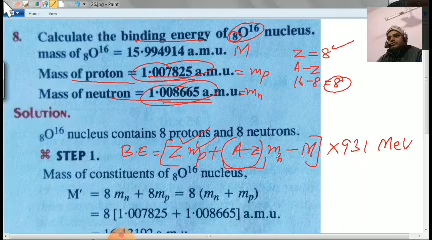 8. Calculate the binding energy of ₈O¹⁶ nucleus.
mass of ₈O¹⁶ = 15·994914 a.m.u. M
Mass of proton = 1·007825 a.m.u. = mp
Mass of neutron = 1·008665 a.m.u. = mn
Z = 8
A-Z
16-8 = 8
Solution.
₈O¹⁶ nucleus contains 8 protons and 8 neutrons.
⌘ STEP 1. B.E = [Z mp + (A-Z) mn - M] × 931 MeV
Mass of constituents of ₈O¹⁶ nucleus,
M′ = 8 mₙ + 8mₚ = 8 (mₙ + mₚ)
= 8 [1·007825 + 1·008665] a.m.u.